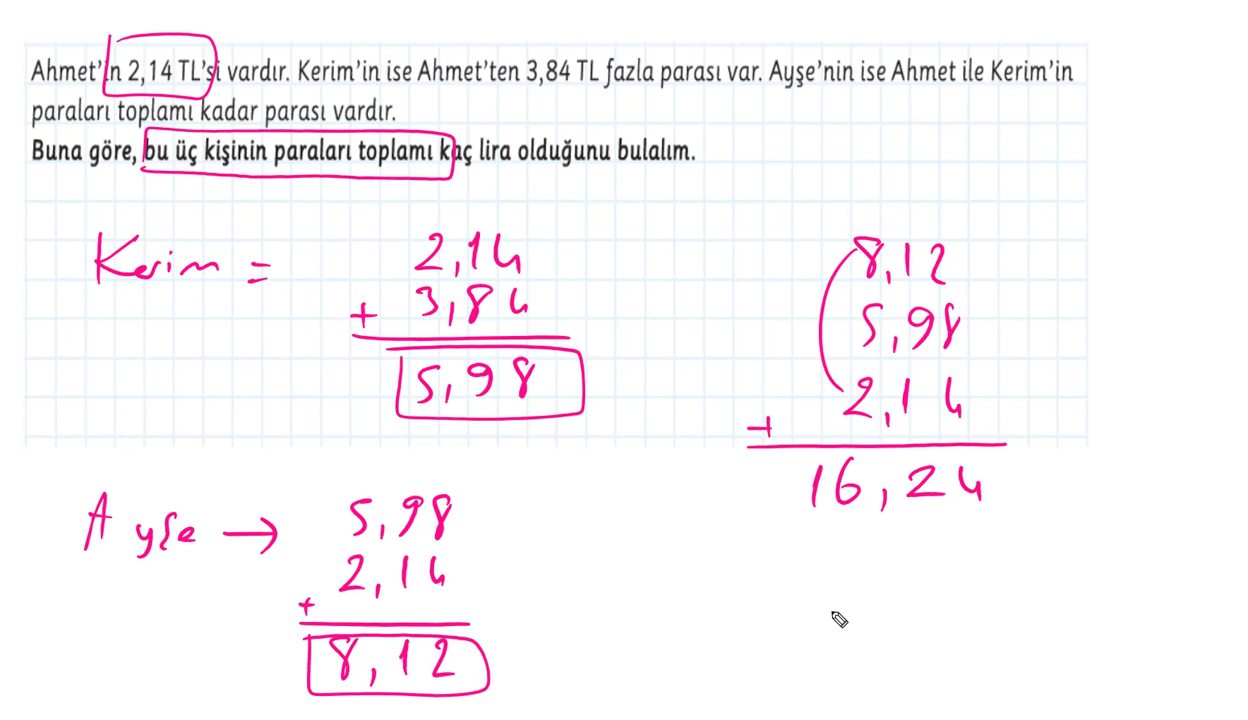 Ahmet'in 2,14 TL'si vardır. Kerim'in ise Ahmet'ten 3,84 TL fazla parası var. Ayşe'nin ise Ahmet ile Kerim'in
paraları toplamı kadar parası vardır.
Buna göre, bu üç kişinin paraları toplamı kaç lira olduğunu bulalım.
Kerim =
2,14
+ 3,84
5,98
Ayşe →
5,98
+ 2,14
8,12
8,12
5,98
+ 2,14
16,24